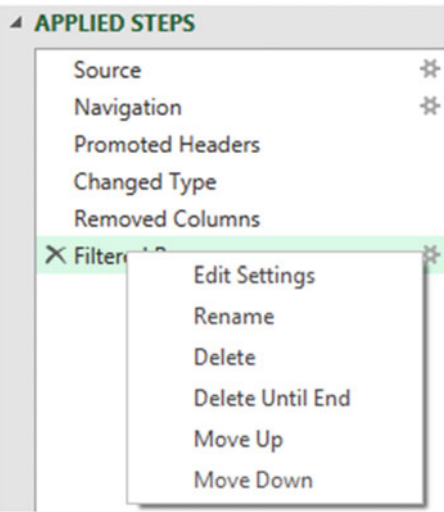 APPLIED STEPS
Source
Navigation
Promoted Headers
Changed Type
Removed Columns
Edit Settings
Rename
Delete
Delete Until End
Move Up
Move Down